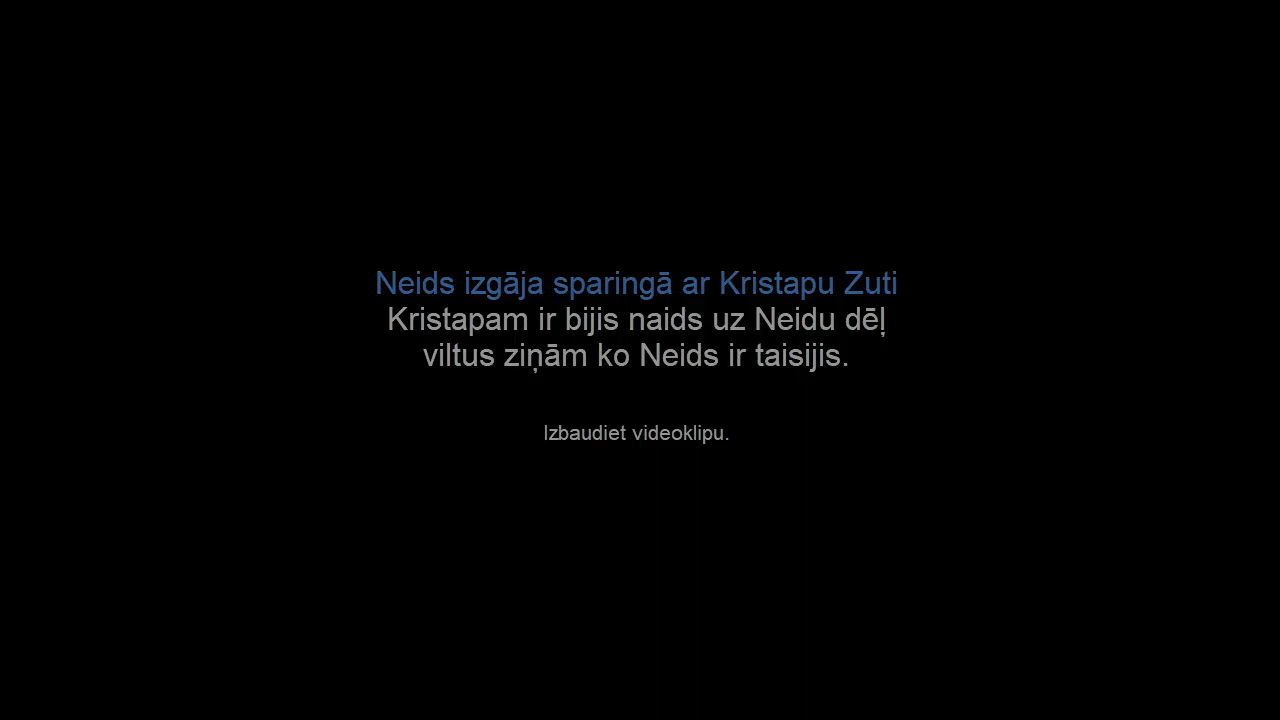 Neids izgāja sparingā ar Kristapu Zuti
Kristapam ir bijis naids uz Neidu dēļ
viltus ziņām ko Neids ir taisijis.
Izbaudiet videoklipu.